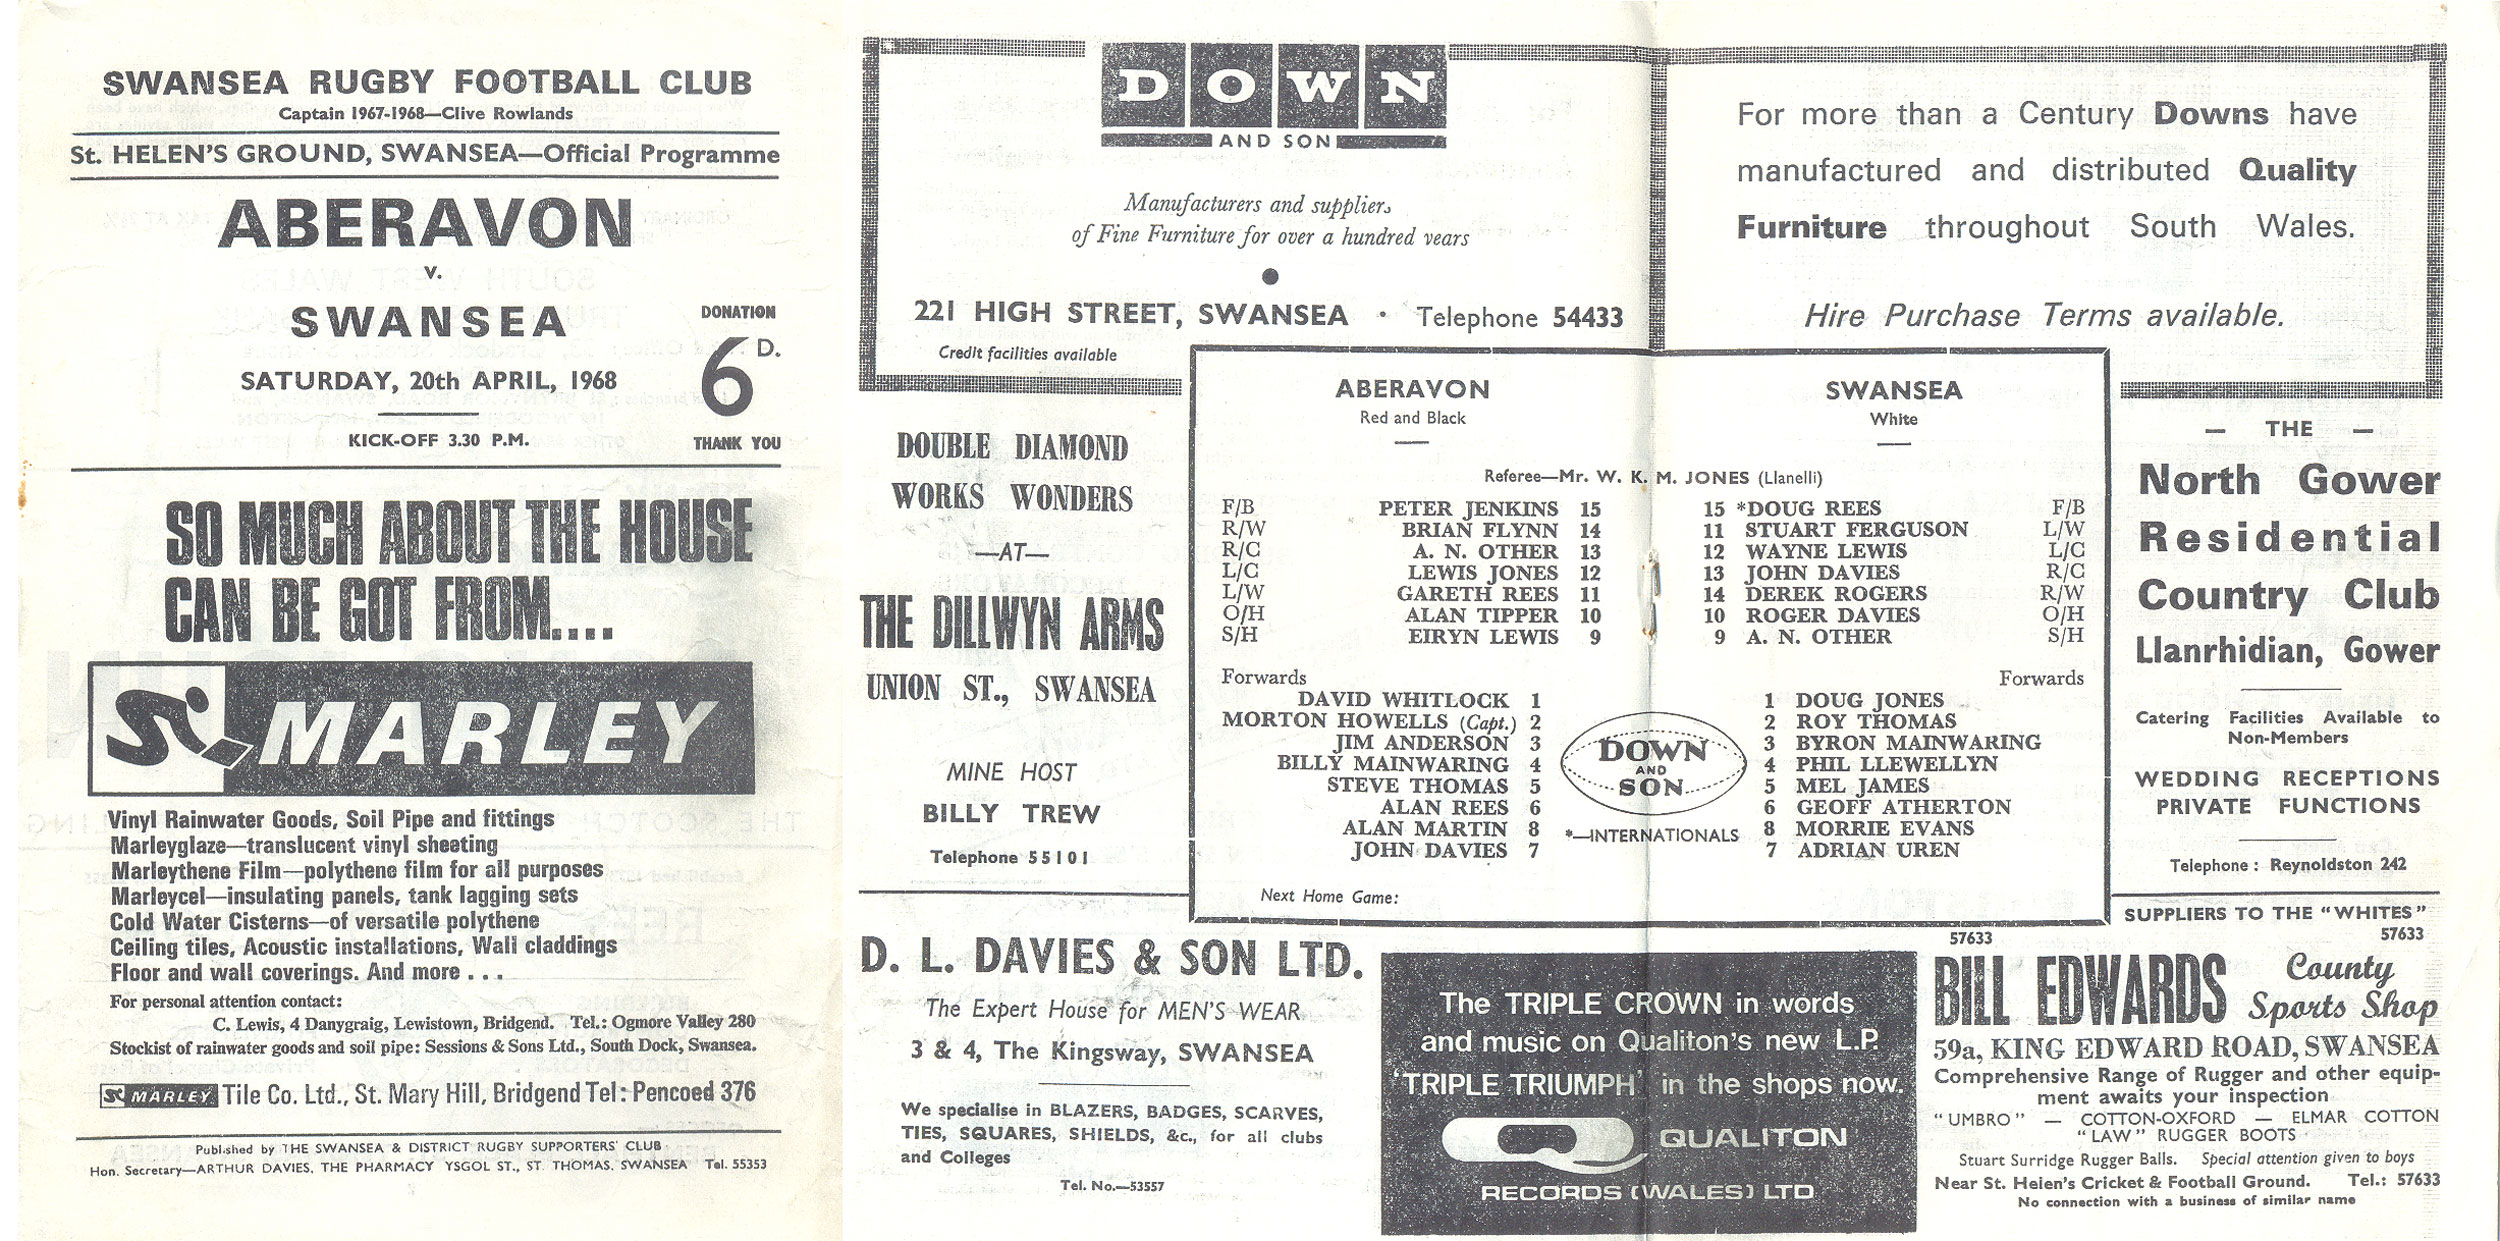 SWANSEA RUGBY FOOTBALL CLUB
Captain 1967-1968—Clive Rowlands
St. HELEN'S GROUND, SWANSEA—Official Programme
ABERAVON
v.
SWANSEA
SATURDAY, 20th APRIL, 1968
KICK-OFF 3.30 P.M.
DONATION
6 D.
THANK YOU
SO MUCH ABOUT THE HOUSE
CAN BE GOT FROM....
MARLEY
Vinyl Rainwater Goods, Soil Pipe and fittings
Marleyglaze—translucent vinyl sheeting
Marleythene Film—polythene film for all purposes
Marleycel—insulating panels, tank lagging sets
Cold Water Cisterns—of versatile polythene
Ceiling tiles, Acoustic installations, Wall claddings
Floor and wall coverings. And more . . .
For personal attention contact:
C. Lewis, 4 Danygraig, Lewistown, Bridgend. Tel.: Ogmore Valley 280
Stockist of rainwater goods and soil pipe: Sessions & Sons Ltd., South Dock, Swansea.
MARLEY Tile Co. Ltd., St. Mary Hill, Bridgend Tel: Pencoed 376
Published by THE SWANSEA & DISTRICT RUGBY SUPPORTERS' CLUB
Hon. Secretary—ARTHUR DAVIES, THE PHARMACY YSGOL ST., ST. THOMAS, SWANSEA Tel. 55353
DOWN
AND SON
Manufacturers and suppliers
of Fine Furniture for over a hundred years
221 HIGH STREET, SWANSEA · Telephone 54433
Credit facilities available
For more than a Century Downs have
manufactured and distributed Quality
Furniture throughout South Wales.
Hire Purchase Terms available.
DOUBLE DIAMOND
WORKS WONDERS
—AT—
THE DILLWYN ARMS
UNION ST., SWANSEA
MINE HOST
BILLY TREW
Telephone 55101
ABERAVON
Red and Black
SWANSEA
White
Referee—Mr. W. K. M. JONES (Llanelli)
F/B PETER JENKINS 15 15 *DOUG REES F/B
R/W BRIAN FLYNN 14 11 STUART FERGUSON L/W
R/C A. N. OTHER 13 12 WAYNE LEWIS L/C
L/C LEWIS JONES 12 13 JOHN DAVIES R/C
L/W GARETH REES 11 14 DEREK ROGERS R/W
O/H ALAN TIPPER 10 10 ROGER DAVIES O/H
S/H EIRYN LEWIS 9 9 A. N. OTHER S/H
Forwards Forwards
DAVID WHITLOCK 1 1 DOUG JONES
MORTON HOWELLS (Capt.) 2 2 ROY THOMAS
JIM ANDERSON 3 3 BYRON MAINWARING
BILLY MAINWARING 4 4 PHIL LLEWELLYN
STEVE THOMAS 5 5 MEL JAMES
ALAN REES 6 6 GEOFF ATHERTON
ALAN MARTIN 8 8 MORRIE EVANS
JOHN DAVIES 7 7 ADRIAN UREN
DOWN
AND
SON
*—INTERNATIONALS
Next Home Game:
— THE —
North Gower
Residential
Country Club
Llanrhidian, Gower
Catering Facilities Available to
Non-Members
WEDDING RECEPTIONS
PRIVATE FUNCTIONS
Telephone: Reynoldston 242
D. L. DAVIES & SON LTD.
The Expert House for MEN'S WEAR
3 & 4, The Kingsway, SWANSEA
We specialise in BLAZERS, BADGES, SCARVES,
TIES, SQUARES, SHIELDS, &c., for all clubs
and Colleges
Tel. No.—53557
The TRIPLE CROWN in words
and music on Qualiton's new L.P.
'TRIPLE TRIUMPH' in the shops now.
QUALITON
RECORDS (WALES) LTD
SUPPLIERS TO THE "WHITES"
57633 57633
BILL EDWARDS County
Sports Shop
59a, KING EDWARD ROAD, SWANSEA
Comprehensive Range of Rugger and other equip-
ment awaits your inspection
"UMBRO" — COTTON-OXFORD — ELMAR COTTON
"LAW" RUGGER BOOTS
Stuart Surridge Rugger Balls. Special attention given to boys
Near St. Helen's Cricket & Football Ground. Tel.: 57633
No connection with a business of similar name